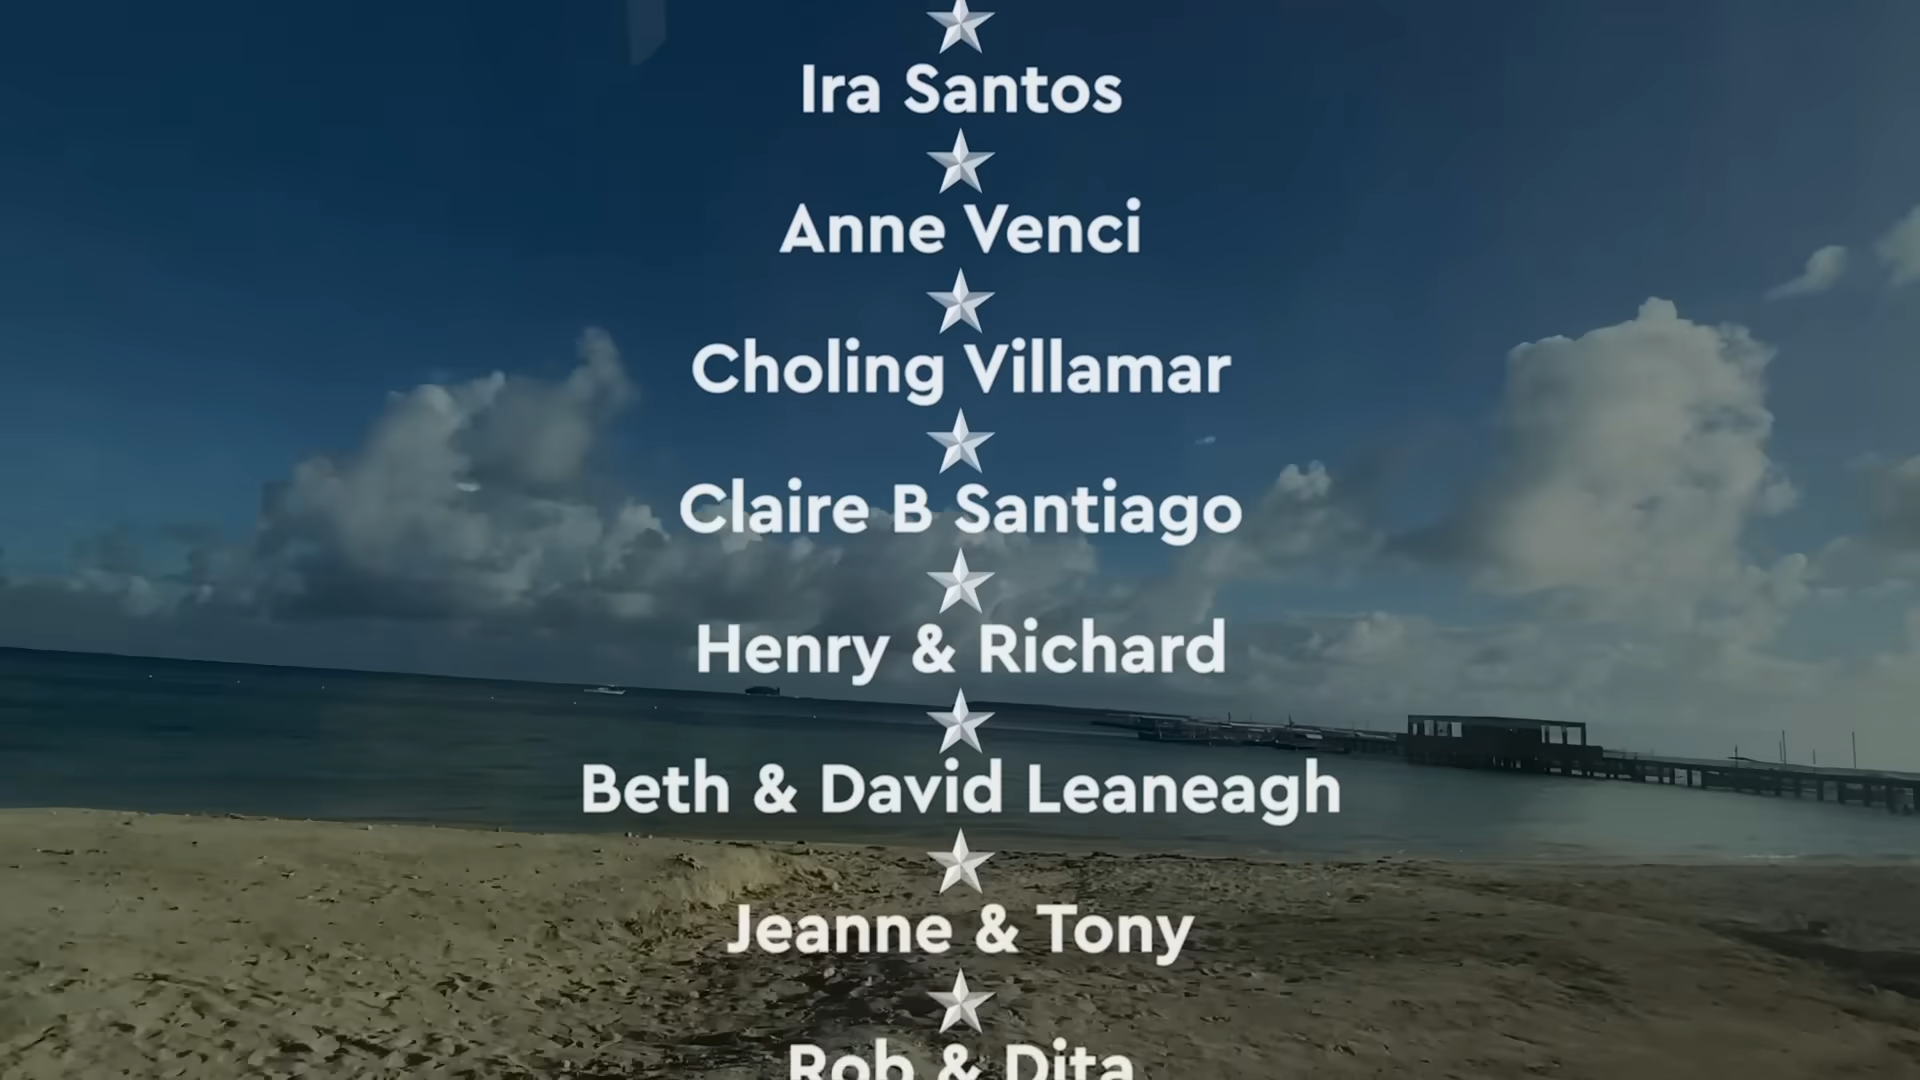 Ira Santos
Anne Venci
Choling Villamar
Claire B Santiago
Henry & Richard
Beth & David Leaneagh
Jeanne & Tony
Rob & Dita